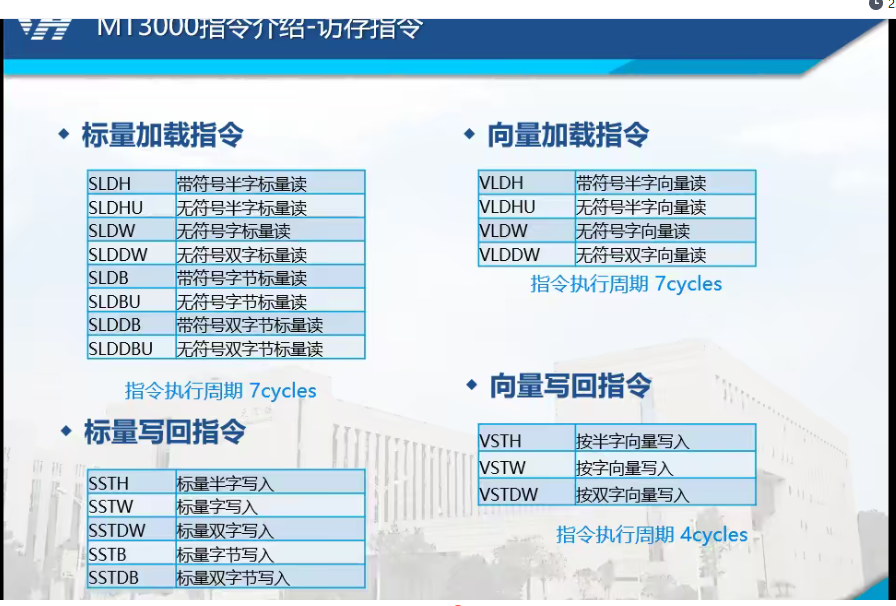 2
MT3000指令介绍-访存指令
标量加载指令
SLDH 带符号半字标量读
SLDHU 无符号半字标量读
SLDW 无符号字标量读
SLDDW 无符号双字标量读
SLDB 带符号字节标量读
SLDBU 无符号字节标量读
SLDDB 带符号双字节标量读
SLDDBU 无符号双字节标量读
指令执行周期 7cycles
标量写回指令
SSTH 标量半字写入
SSTW 标量字写入
SSTDW 标量双字写入
SSTB 标量字节写入
SSTDB 标量双字节写入
向量加载指令
VLDH 带符号半字向量读
VLDHU 无符号半字向量读
VLDW 无符号字向量读
VLDDW 无符号双字向量读
指令执行周期 7cycles
向量写回指令
VSTH 按半字向量写入
VSTW 按字向量写入
VSTDW 按双字向量写入
指令执行周期 4cycles